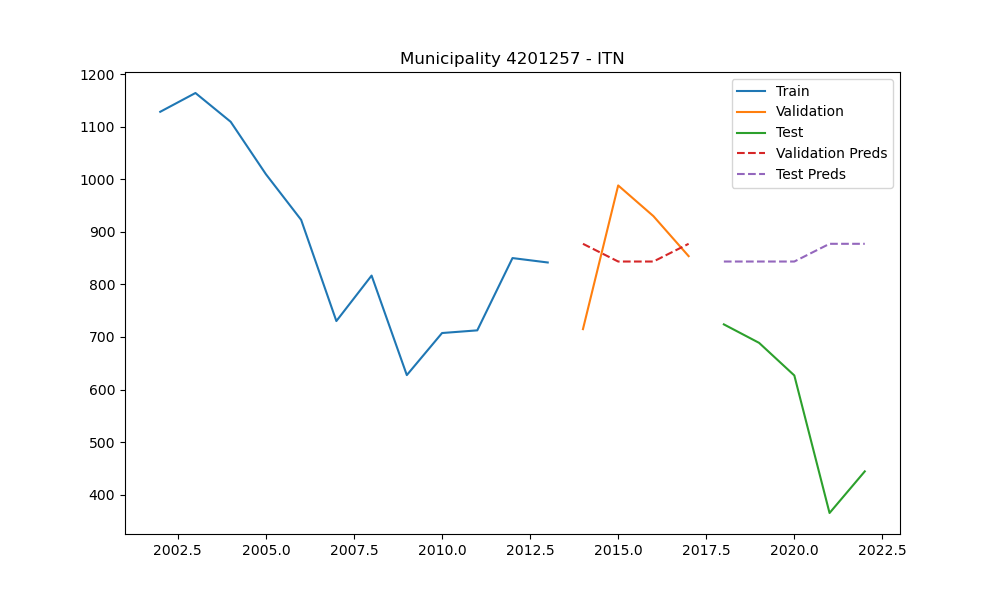 Municipality 4201257 - ITN
1200
1100
1000
900
800
700
600
500
400
2002.5 2005.0 2007.5 2010.0 2012.5 2015.0 2017.5 2020.0 2022.5
Train
Validation
Test
Validation Preds
Test Preds